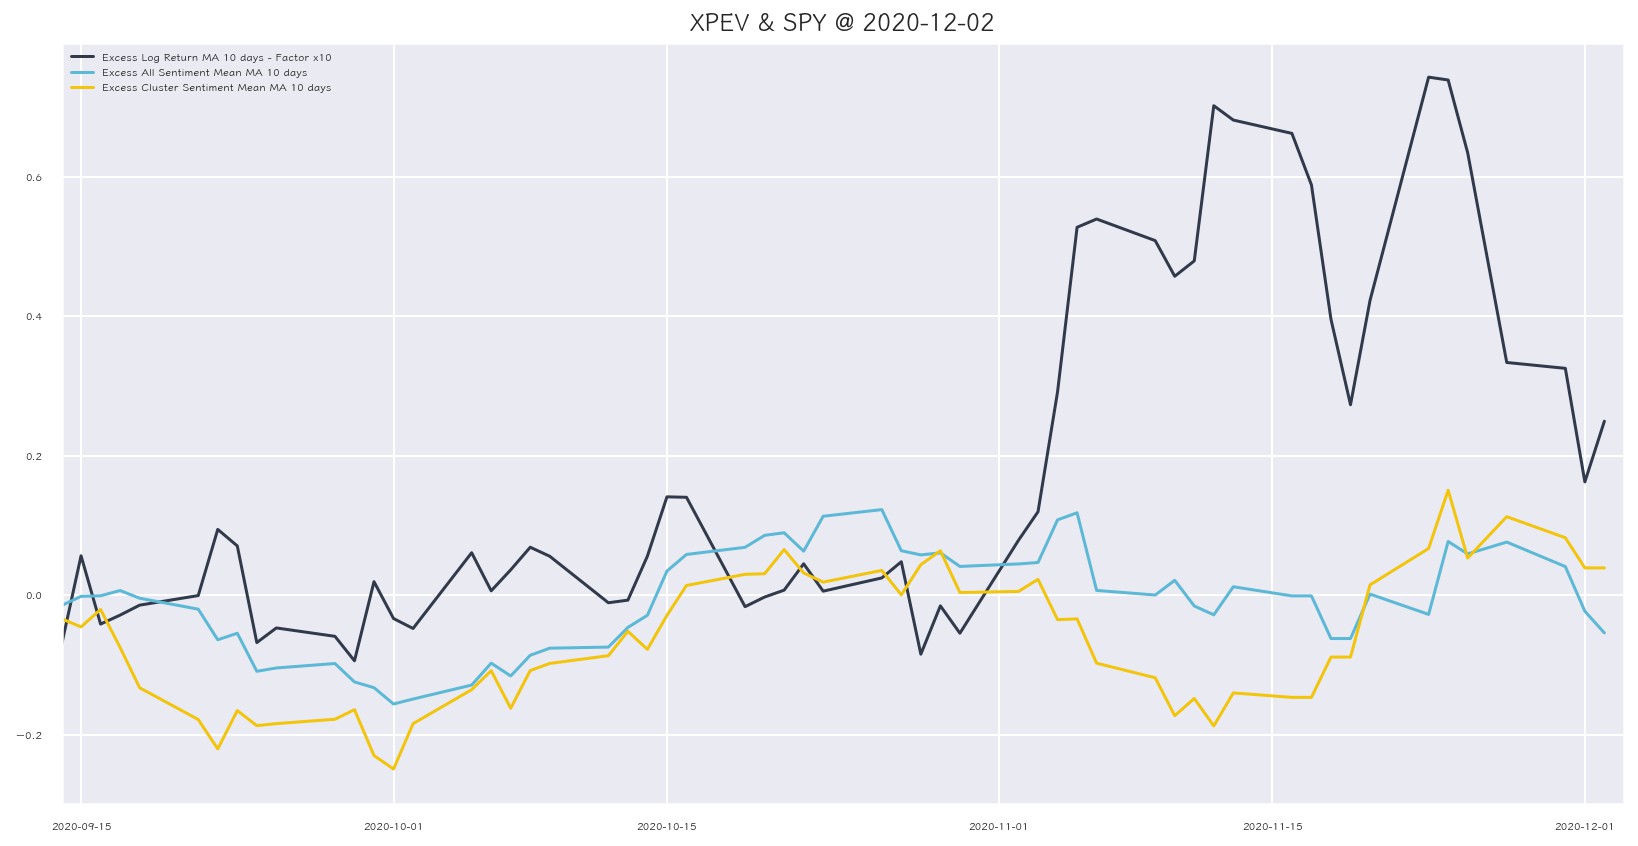 XPEV & SPY @ 2020-12-02
Excess Log Return MA 10 days - Factor x10
Excess All Sentiment Mean MA 10 days
Excess Cluster Sentiment Mean MA 10 days
0.6
0.4
0.2
0.0
−0.2
2020-09-15
2020-10-01
2020-10-15
2020-11-01
2020-11-15
2020-12-01